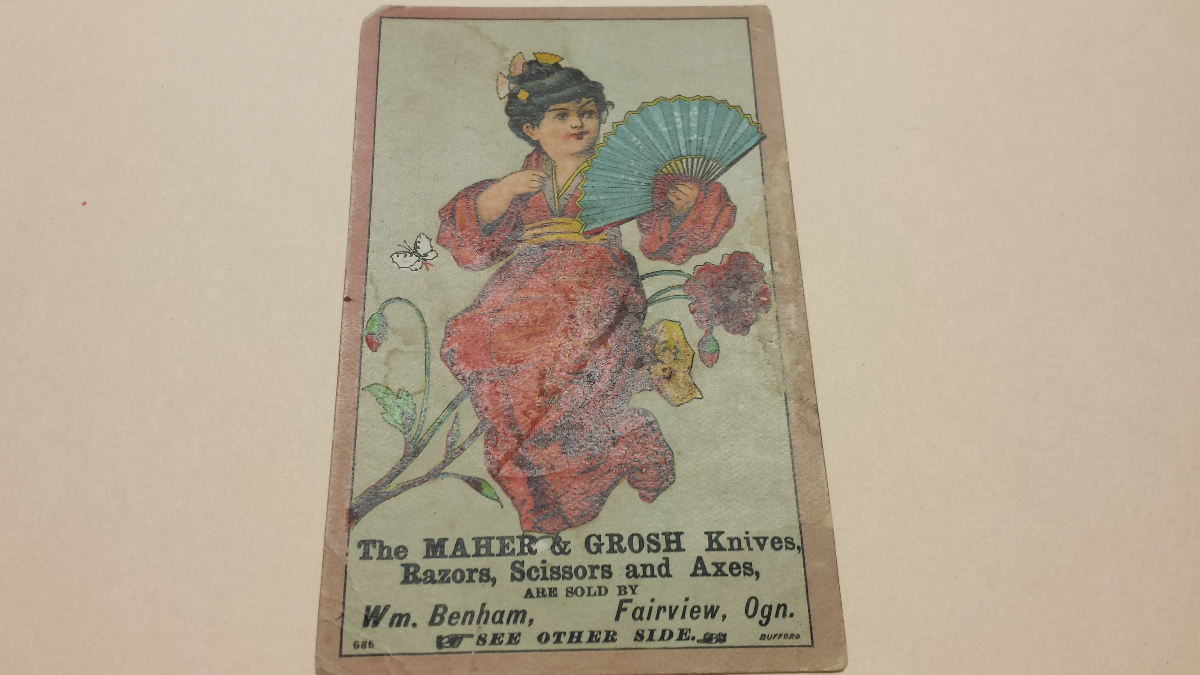 The MAHER & GROSH Knives,
Razors, Scissors and Axes,
ARE SOLD BY
Wm. Benham, Fairview, Ogn.
SEE OTHER SIDE.
686 BUFFORD